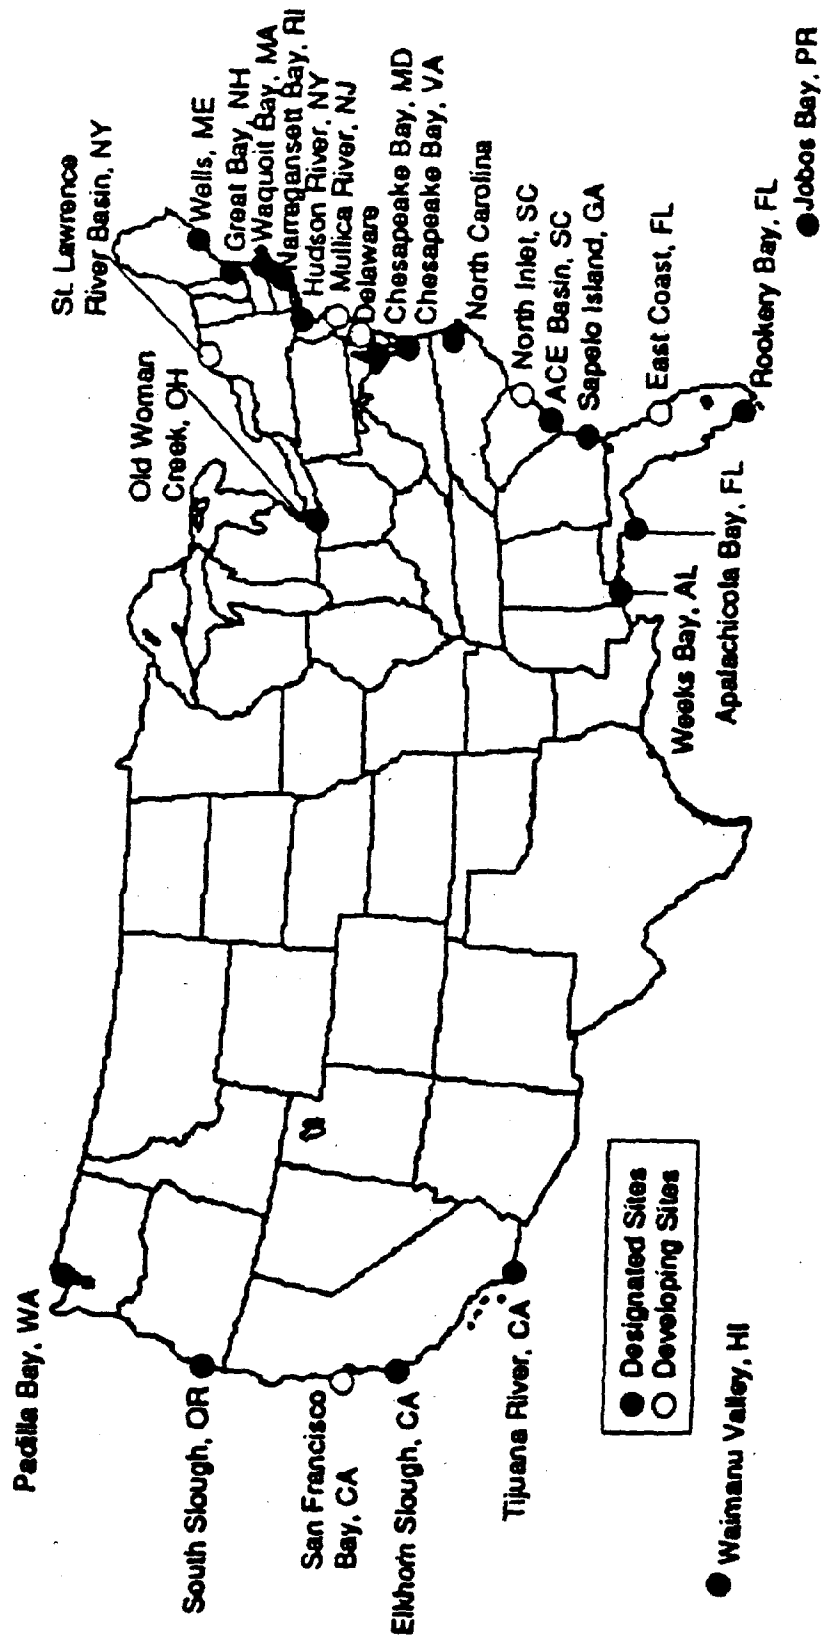 Padilla Bay, WA
South Slough, OR
San Francisco
Bay, CA
Elkhorn Slough, CA
Tijuana River, CA
Waimanu Valley, HI
Designated Sites
Developing Sites
Old Woman
Creek, OH
St. Lawrence
River Basin, NY
Wells, ME
Great Bay, NH
Waquoit Bay, MA
Narragansett Bay, RI
Hudson River, NY
Mullica River, NJ
Delaware
Chesapeake Bay, MD
Chesapeake Bay, VA
North Carolina
North Inlet, SC
ACE Basin, SC
Sapelo Island, GA
East Coast, FL
Rookery Bay, FL
Jobos Bay, PR
Weeks Bay, AL
Apalachicola Bay, FL